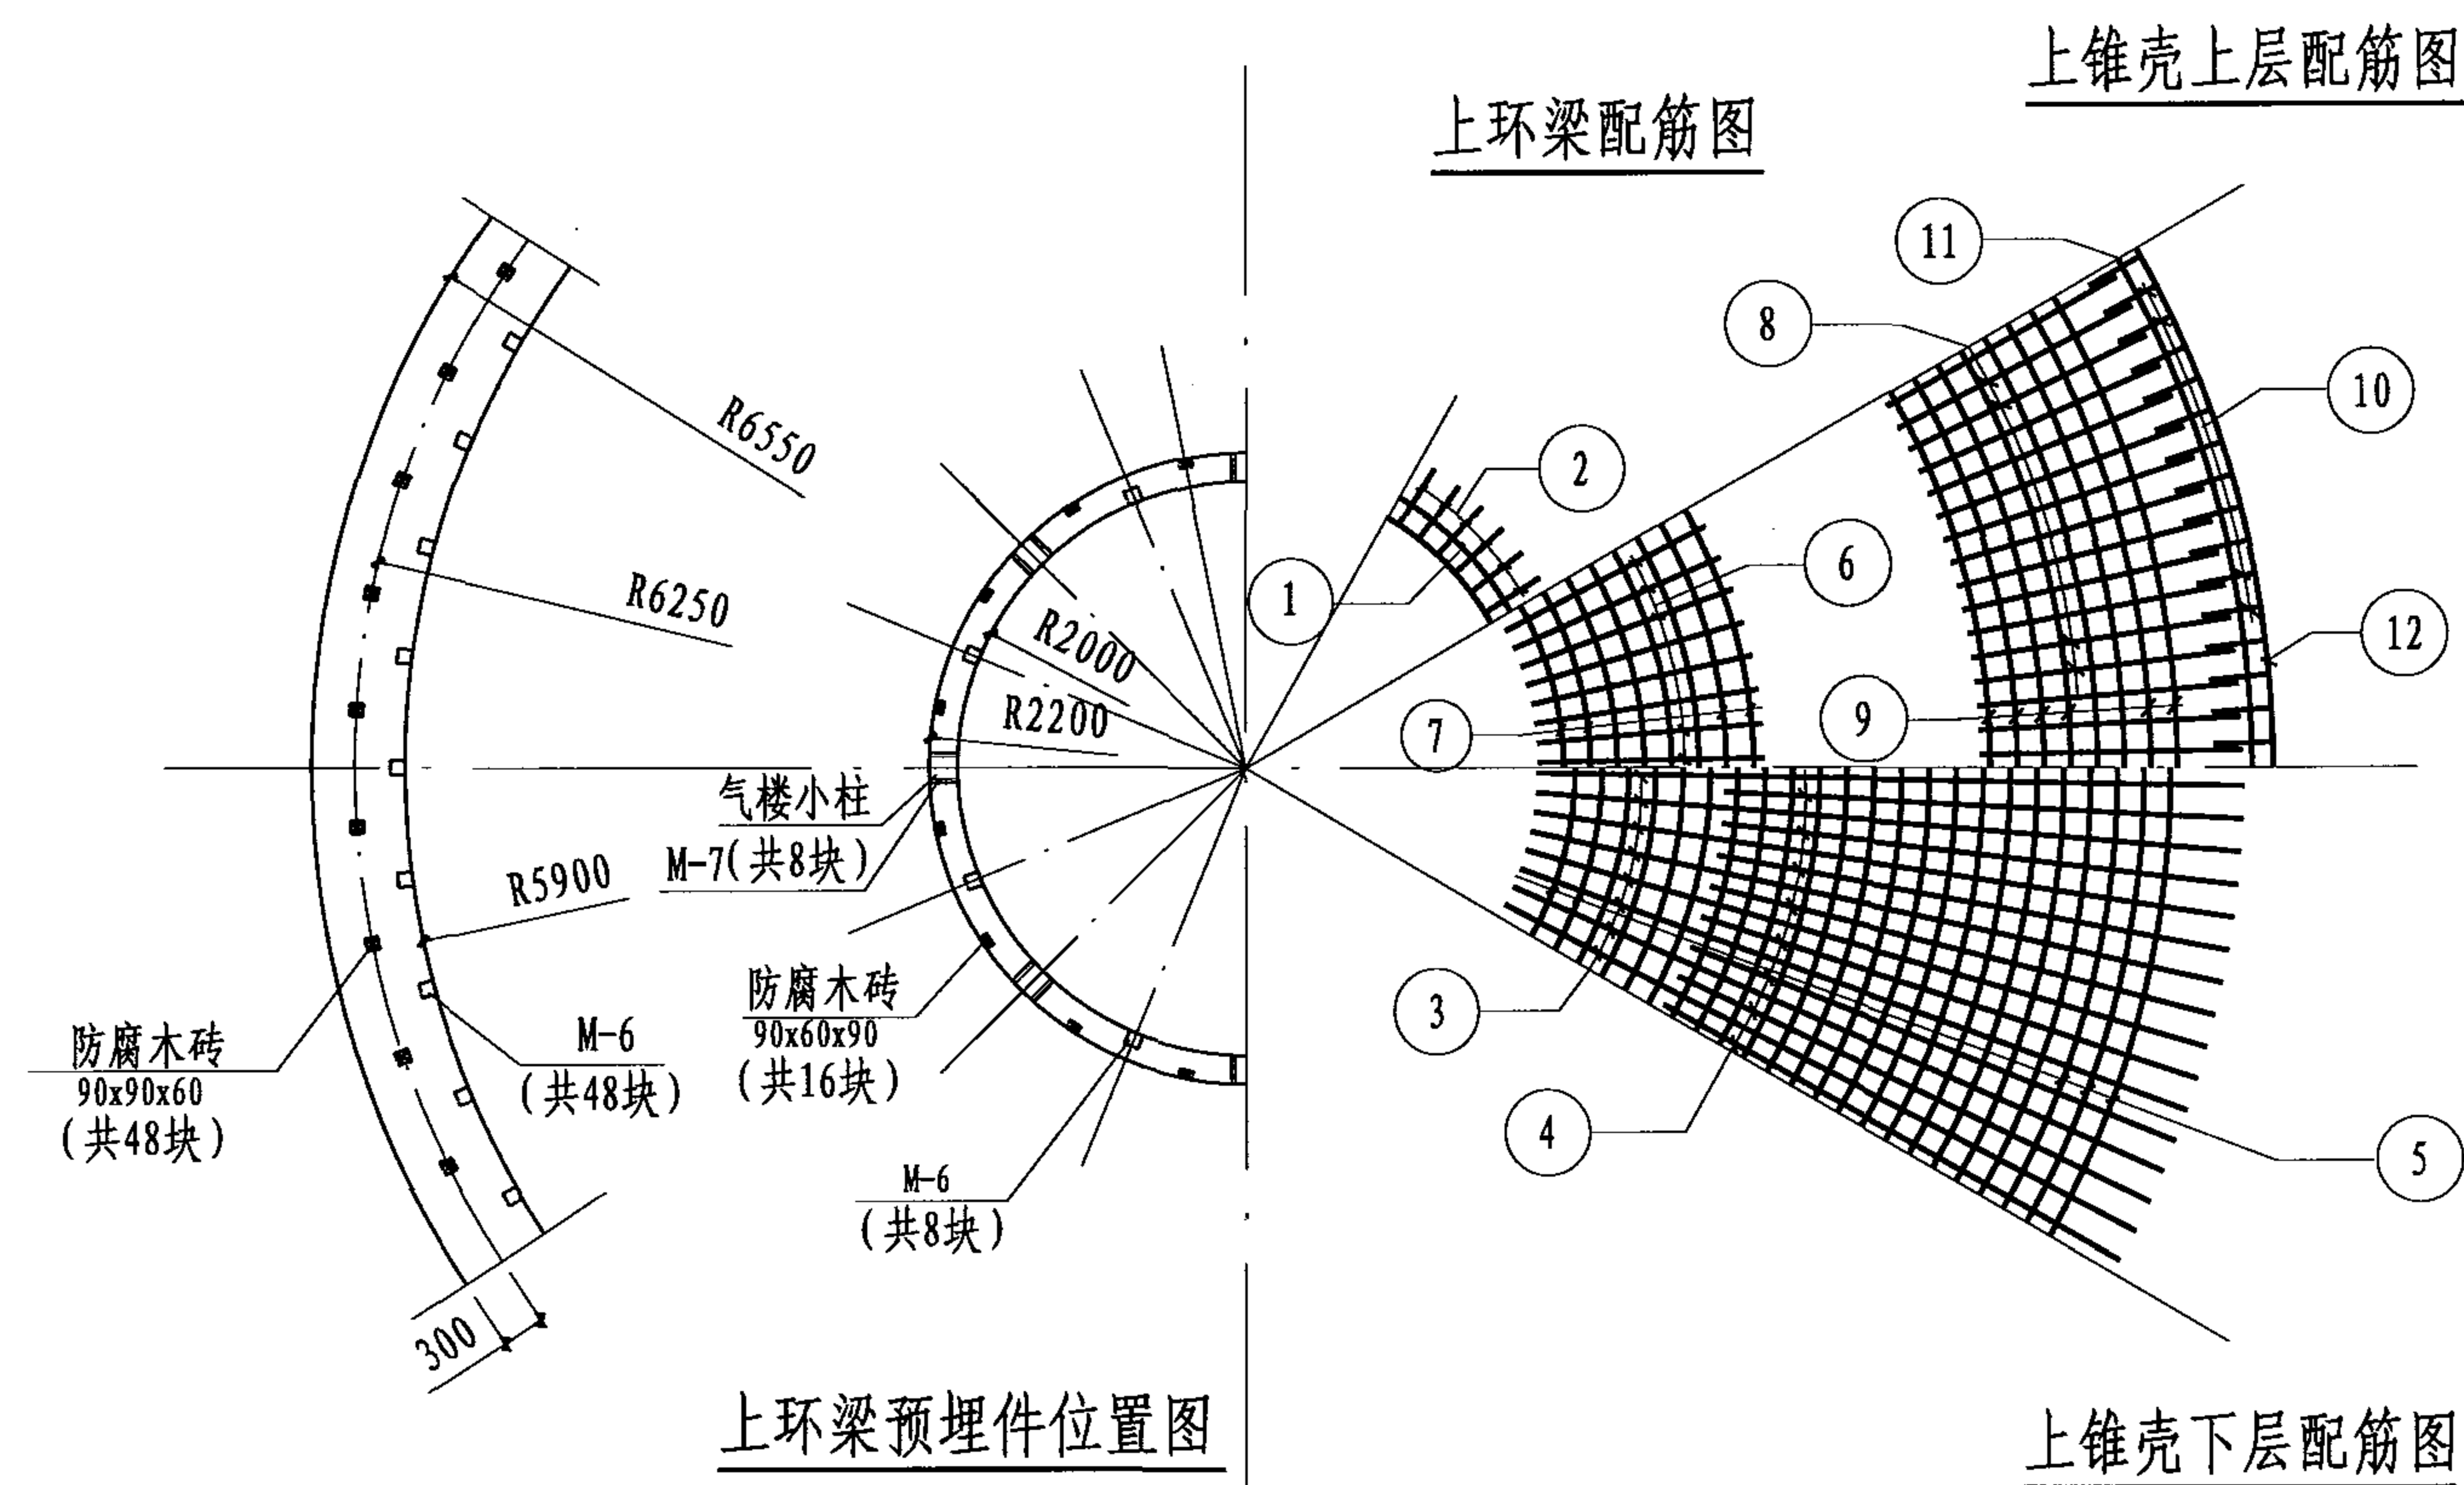 上锥壳上层配筋图
上环梁配筋图
11
8
10
R6550
2
6
1
R6250
R2000
12
R2200
7
9
气楼小柱
M-7(共8块)
R5900
防腐木砖
90x60x90
(共16块)
3
防腐木砖
90x90x60
(共48块)
M-6
(共48块)
4
5
M-6
(共8块)
300
上环梁预埋件位置图
上锥壳下层配筋图